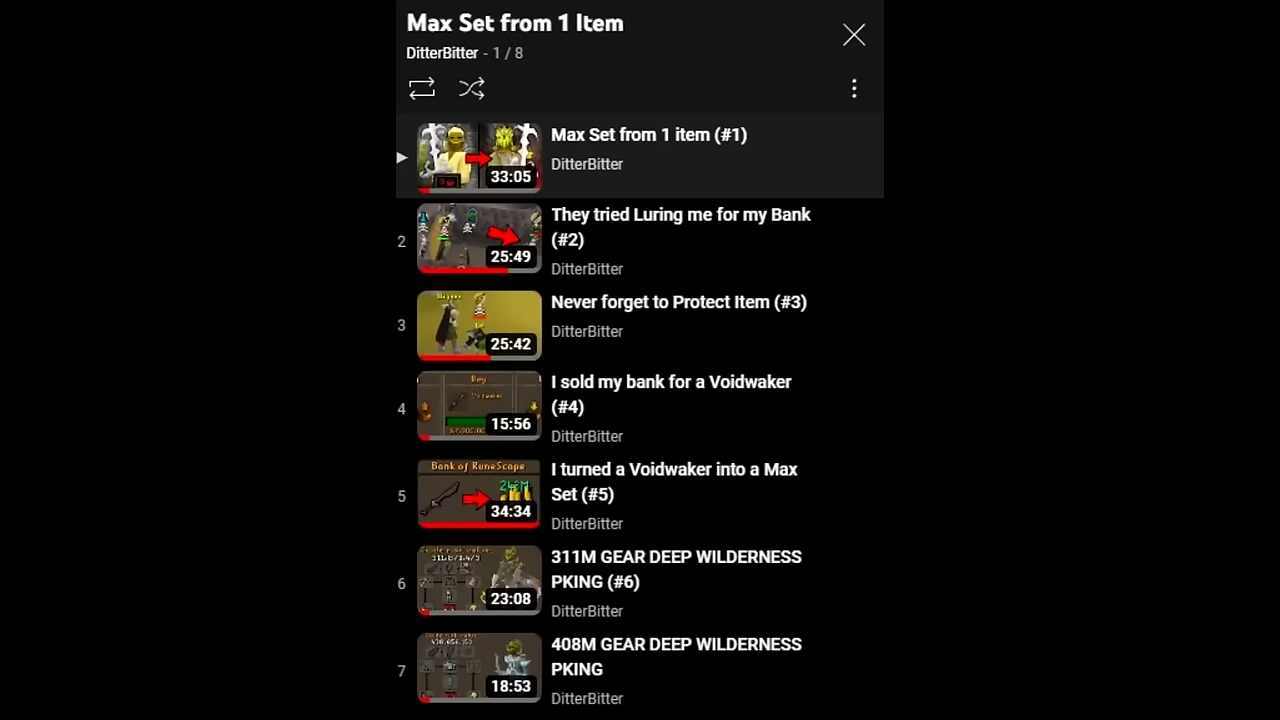 Max Set from 1 Item
DitterBitter - 1 / 8
Max Set from 1 item (#1)
DitterBitter
33:05
2
They tried Luring me for my Bank
(#2)
DitterBitter
25:49
3
Never forget to Protect Item (#3)
DitterBitter
25:42
4
I sold my bank for a Voidwaker
(#4)
DitterBitter
Buy
Voidwaker
15:56
5
I turned a Voidwaker into a Max
Set (#5)
DitterBitter
Bank of RuneScape
34:34
6
311M GEAR DEEP WILDERNESS
PKING (#6)
DitterBitter
23:08
7
408M GEAR DEEP WILDERNESS
PKING
DitterBitter
18:53